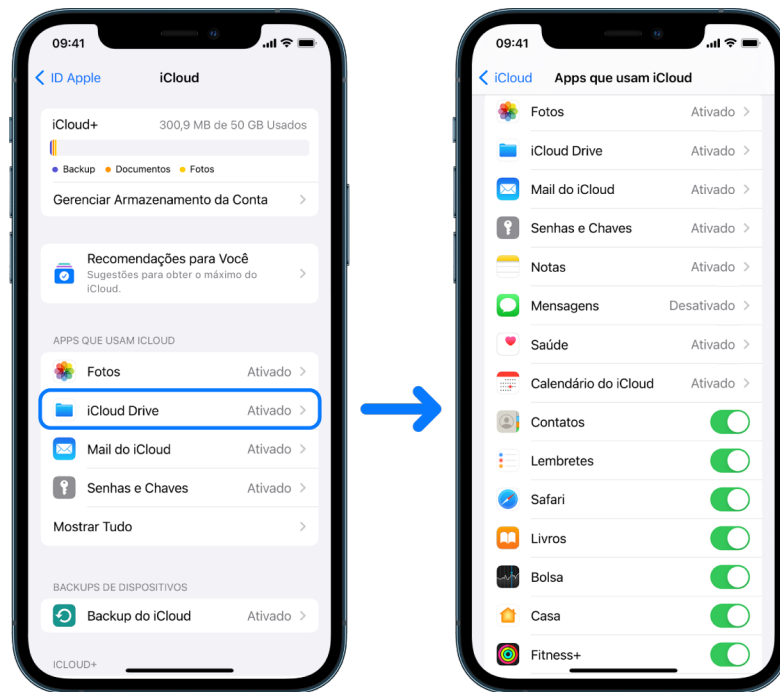 09:41
ID Apple
iCloud
iCloud+
300,9 MB de 50 GB Usados
Backup
Documentos
Fotos
Gerenciar Armazenamento da Conta
Recomendações para Você
Sugestões para obter o máximo do
iCloud.
APPS QUE USAM ICLOUD
Fotos Ativado
iCloud Drive Ativado
Mail do iCloud Ativado
Senhas e Chaves Ativado
Mostrar Tudo
BACKUPS DE DISPOSITIVOS
Backup do iCloud Ativado
ICLOUD+
09:41
iCloud
Apps que usam iCloud
Fotos Ativado
iCloud Drive Ativado
Mail do iCloud Ativado
Senhas e Chaves Ativado
Notas Ativado
Mensagens Desativado
Saúde Ativado
Calendário do iCloud Ativado
Contatos
Lembretes
Safari
Livros
Bolsa
Casa
Fitness+